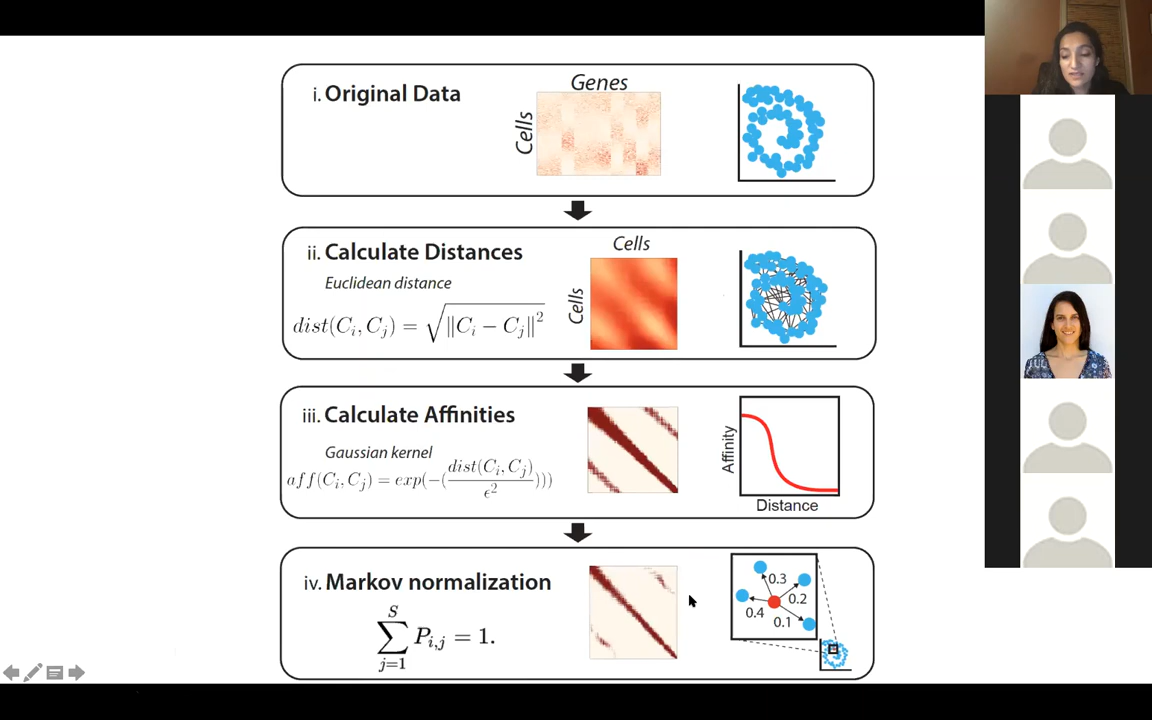 i. Original Data
Genes
Cells
ii. Calculate Distances
Euclidean distance
dist(C_i, C_j) = √‖C_i − C_j‖²
Cells
Cells
iii. Calculate Affinities
Gaussian kernel
aff(C_i, C_j) = exp(−(dist(C_i, C_j)/ϵ²)))
Affinity
Distance
iv. Markov normalization
∑_{j=1}^{S} P_{i,j} = 1.
0.3
0.2
0.4
0.1